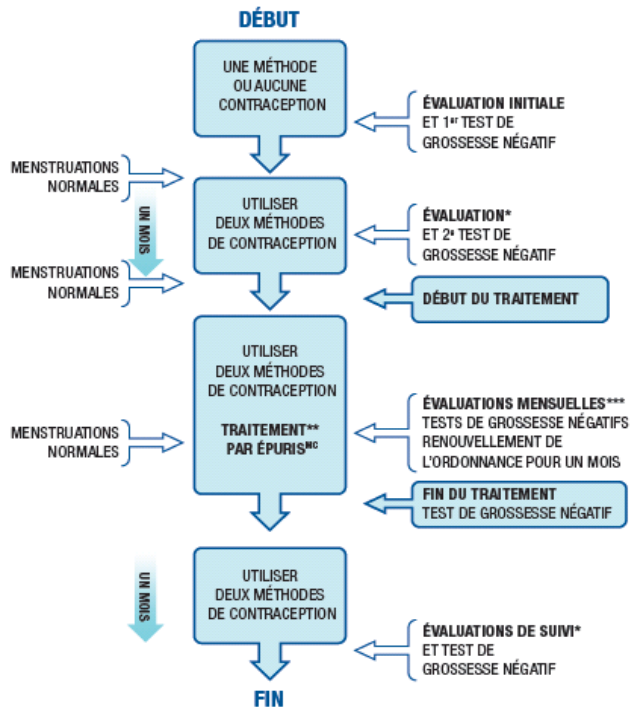 DÉBUT
UNE MÉTHODE
OU AUCUNE
CONTRACEPTION
ÉVALUATION INITIALE
ET 1er TEST DE
GROSSESSE NÉGATIF
MENSTRUATIONS
NORMALES
UN MOIS
UTILISER
DEUX MÉTHODES
DE CONTRACEPTION
ÉVALUATION*
ET 2e TEST DE
GROSSESSE NÉGATIF
MENSTRUATIONS
NORMALES
DÉBUT DU TRAITEMENT
UTILISER
DEUX MÉTHODES
DE CONTRACEPTION
TRAITEMENT**
PAR ÉPURISMC
MENSTRUATIONS
NORMALES
ÉVALUATIONS MENSUELLES***
TESTS DE GROSSESSE NÉGATIFS
RENOUVELLEMENT DE
L'ORDONNANCE POUR UN MOIS
FIN DU TRAITEMENT
TEST DE GROSSESSE NÉGATIF
UN MOIS
UTILISER
DEUX MÉTHODES
DE CONTRACEPTION
ÉVALUATIONS DE SUIVI*
ET TEST DE
GROSSESSE NÉGATIF
FIN